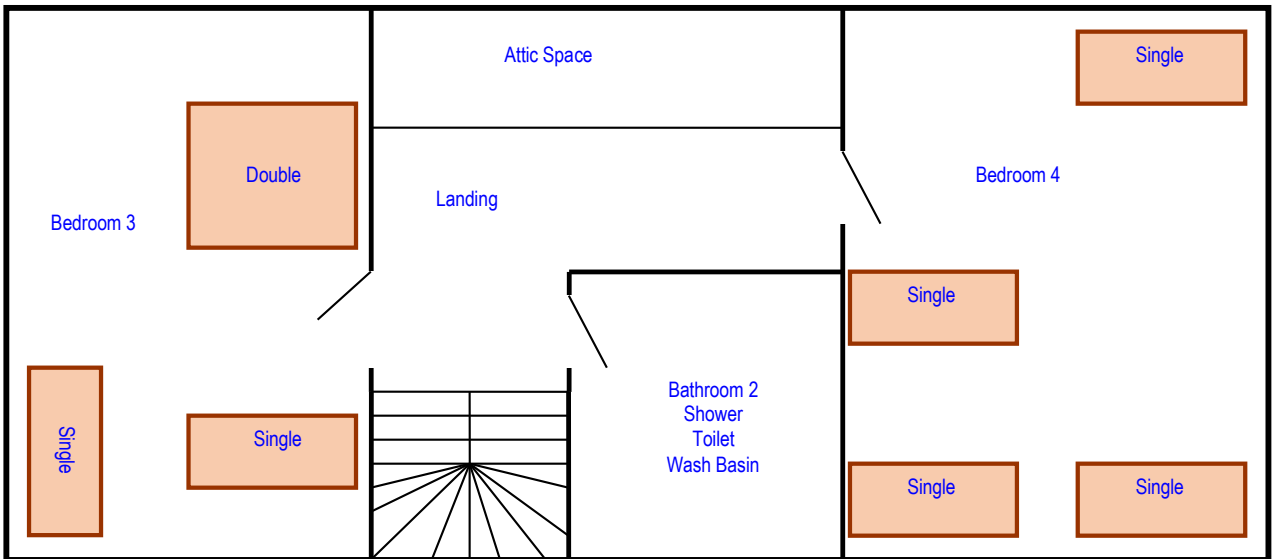 Attic Space
Single
Double
Bedroom 4
Landing
Bedroom 3
Single
Bathroom 2
Shower
Toilet
Wash Basin
Single
Single
Single
Single